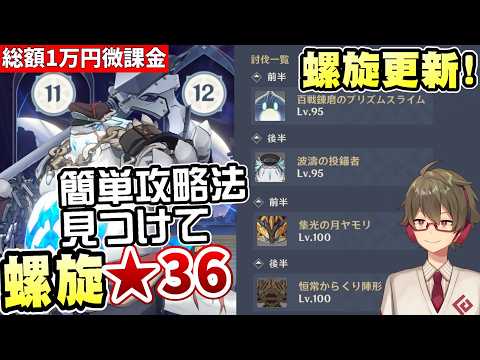 総額1万円微課金
螺旋更新!
11
12
簡単攻略法
見つけて
螺旋★36
討伐一覧
前半
百戦錬磨のプリズムスライム
Lv.95
後半
波濤の投錨者
Lv.95
前半
隼光の月ヤモリ
Lv.100
後半
恒常からくり陣形
Lv.100